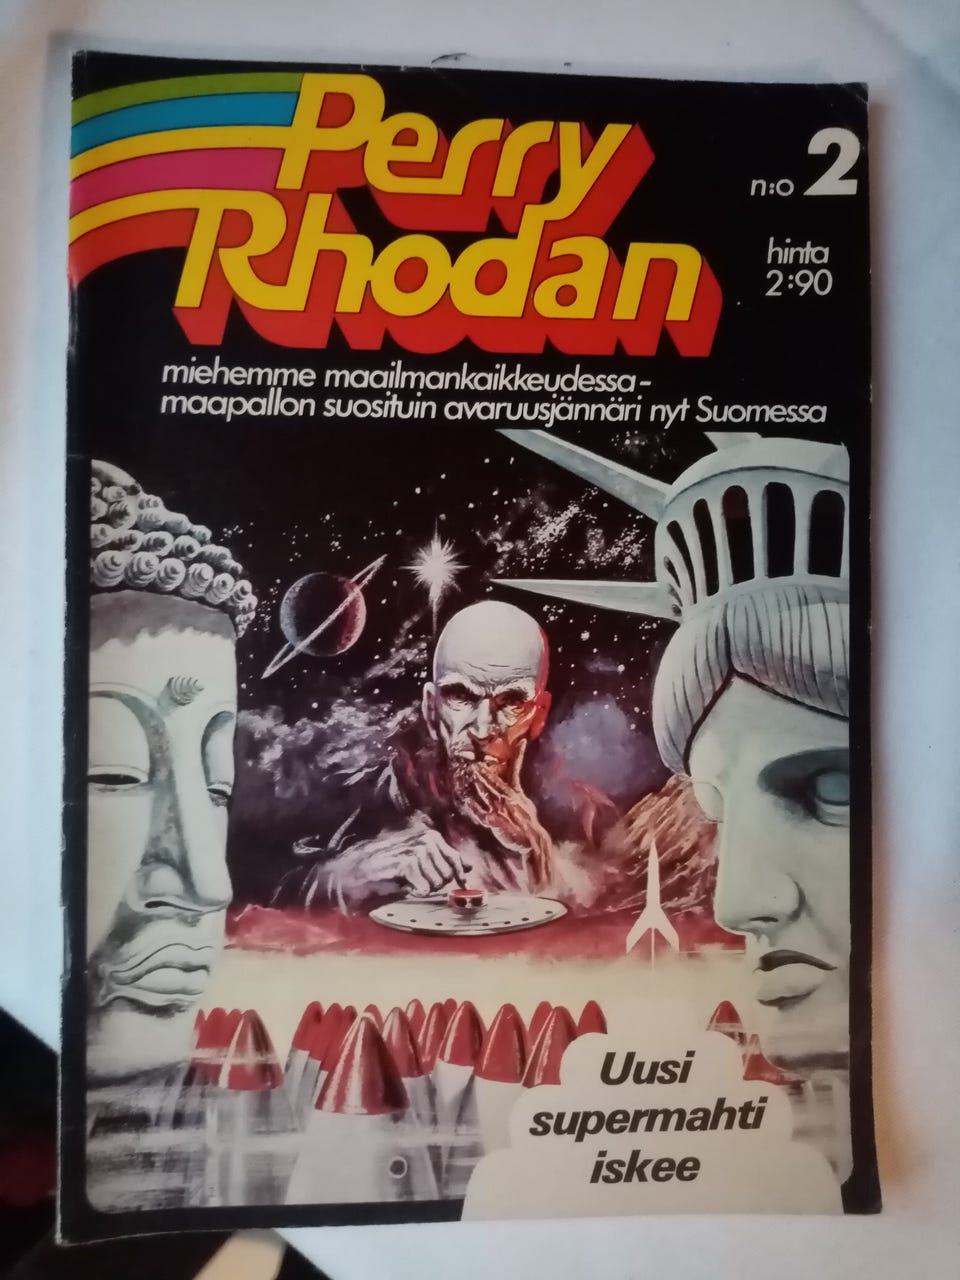 Perry
Rhodan
n:o 2
hinta
2:90
miehemme maailmankaikkeudessa-
maapallon suosituin avaruusjännäri nyt Suomessa
Uusi
supermahti
iskee